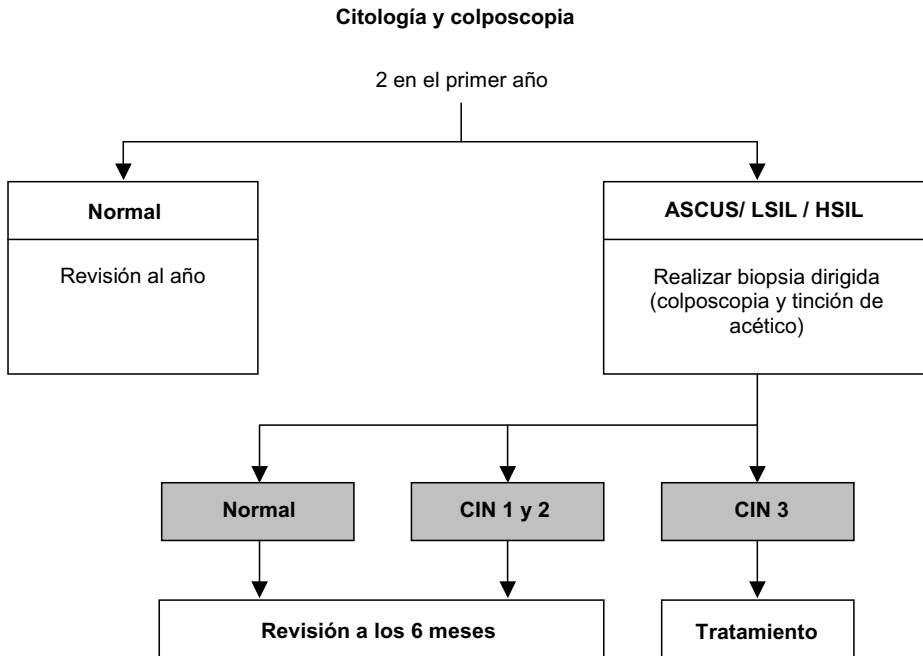 Citología y colposcopia
2 en el primer año
Normal
Revisión al año
ASCUS/ LSIL / HSIL
Realizar biopsia dirigida
(colposcopia y tinción de
acético)
Normal
CIN 1 y 2
CIN 3
Revisión a los 6 meses
Tratamiento